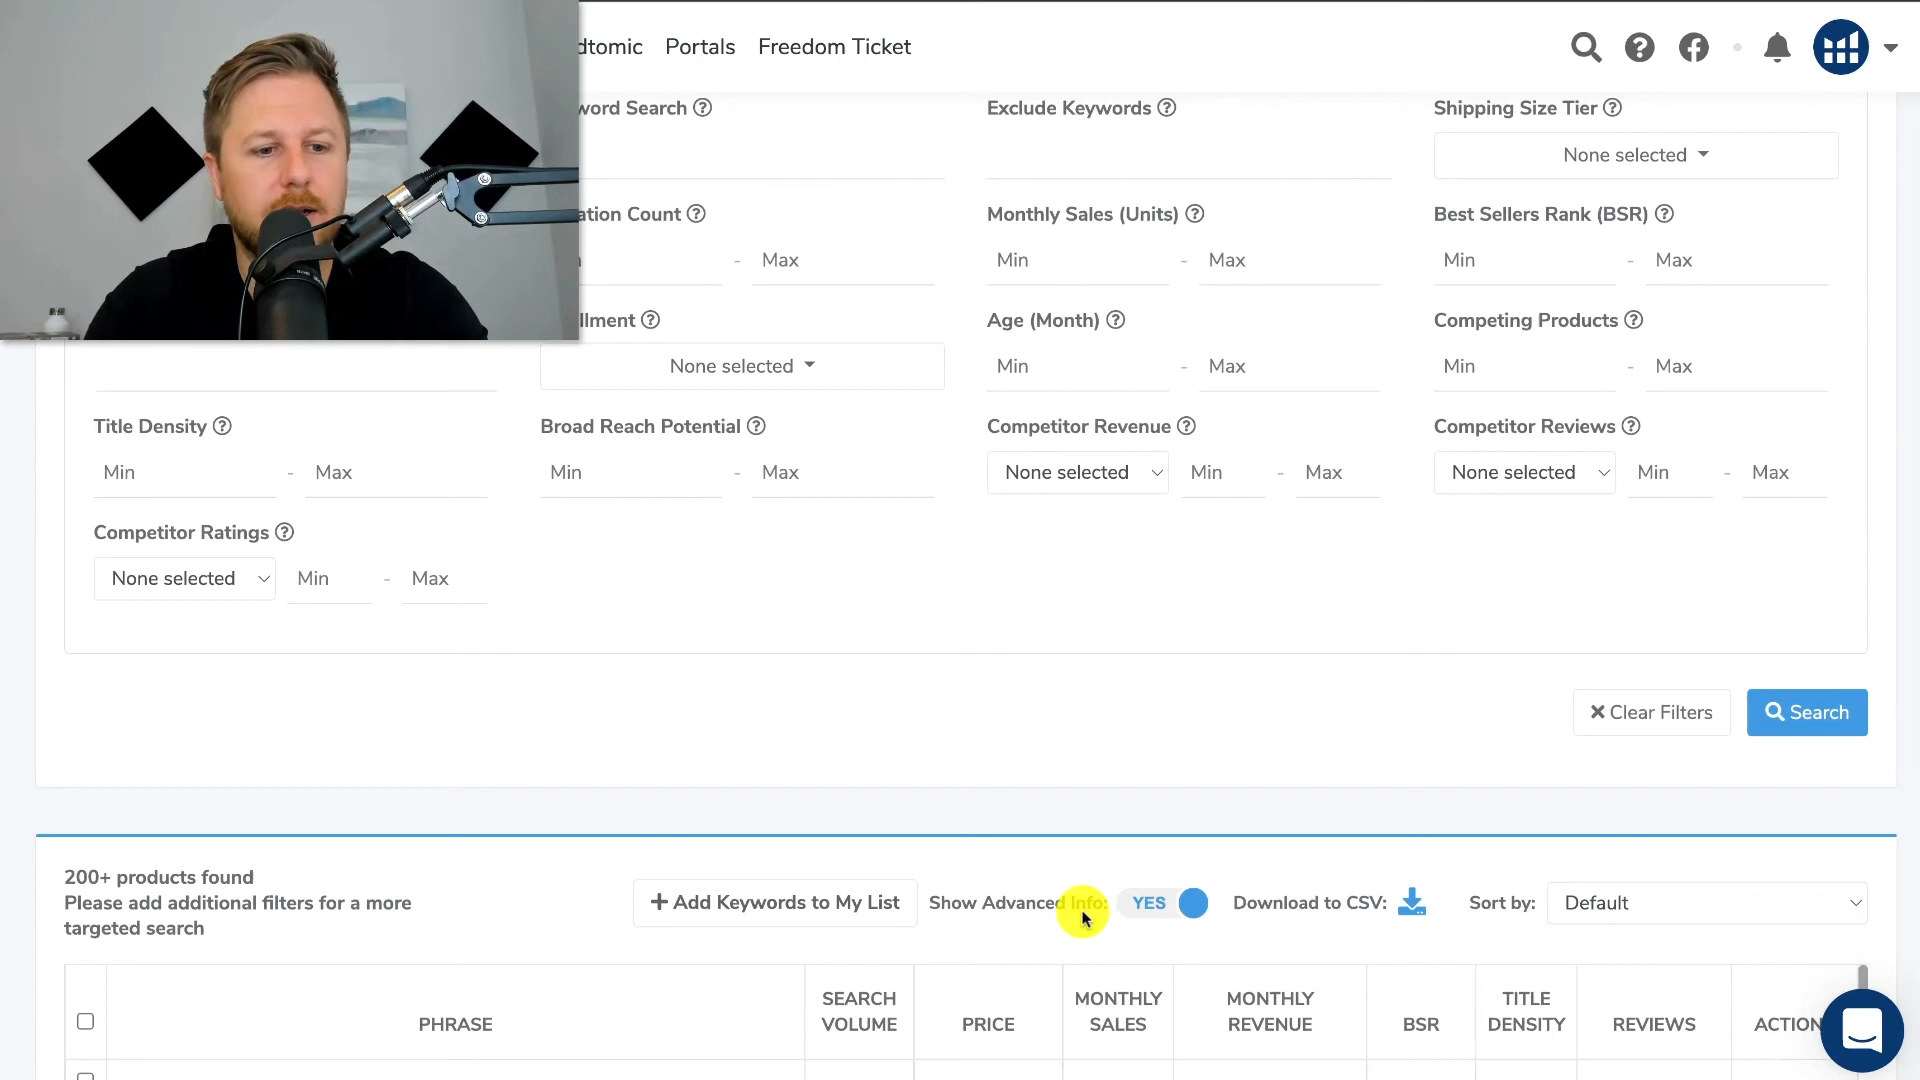 Portals
Freedom Ticket
Search
Exclude Keywords
Shipping Size Tier
None selected
Count
Monthly Sales (Units)
Best Sellers Rank (BSR)
- Max
Min - Max
Min - Max
Age (Month)
Competing Products
None selected
Min - Max
Min - Max
Title Density
Broad Reach Potential
Competitor Revenue
Competitor Reviews
Min - Max
Min - Max
None selected Min - Max
None selected Min - Max
Competitor Ratings
None selected Min - Max
Clear Filters
Search
200+ products found
Please add additional filters for a more
targeted search
+ Add Keywords to My List
Show Advanced Info:
YES
Download to CSV:
Sort by:
Default
PHRASE
SEARCH
VOLUME
PRICE
MONTHLY
SALES
MONTHLY
REVENUE
BSR
TITLE
DENSITY
REVIEWS
ACTION